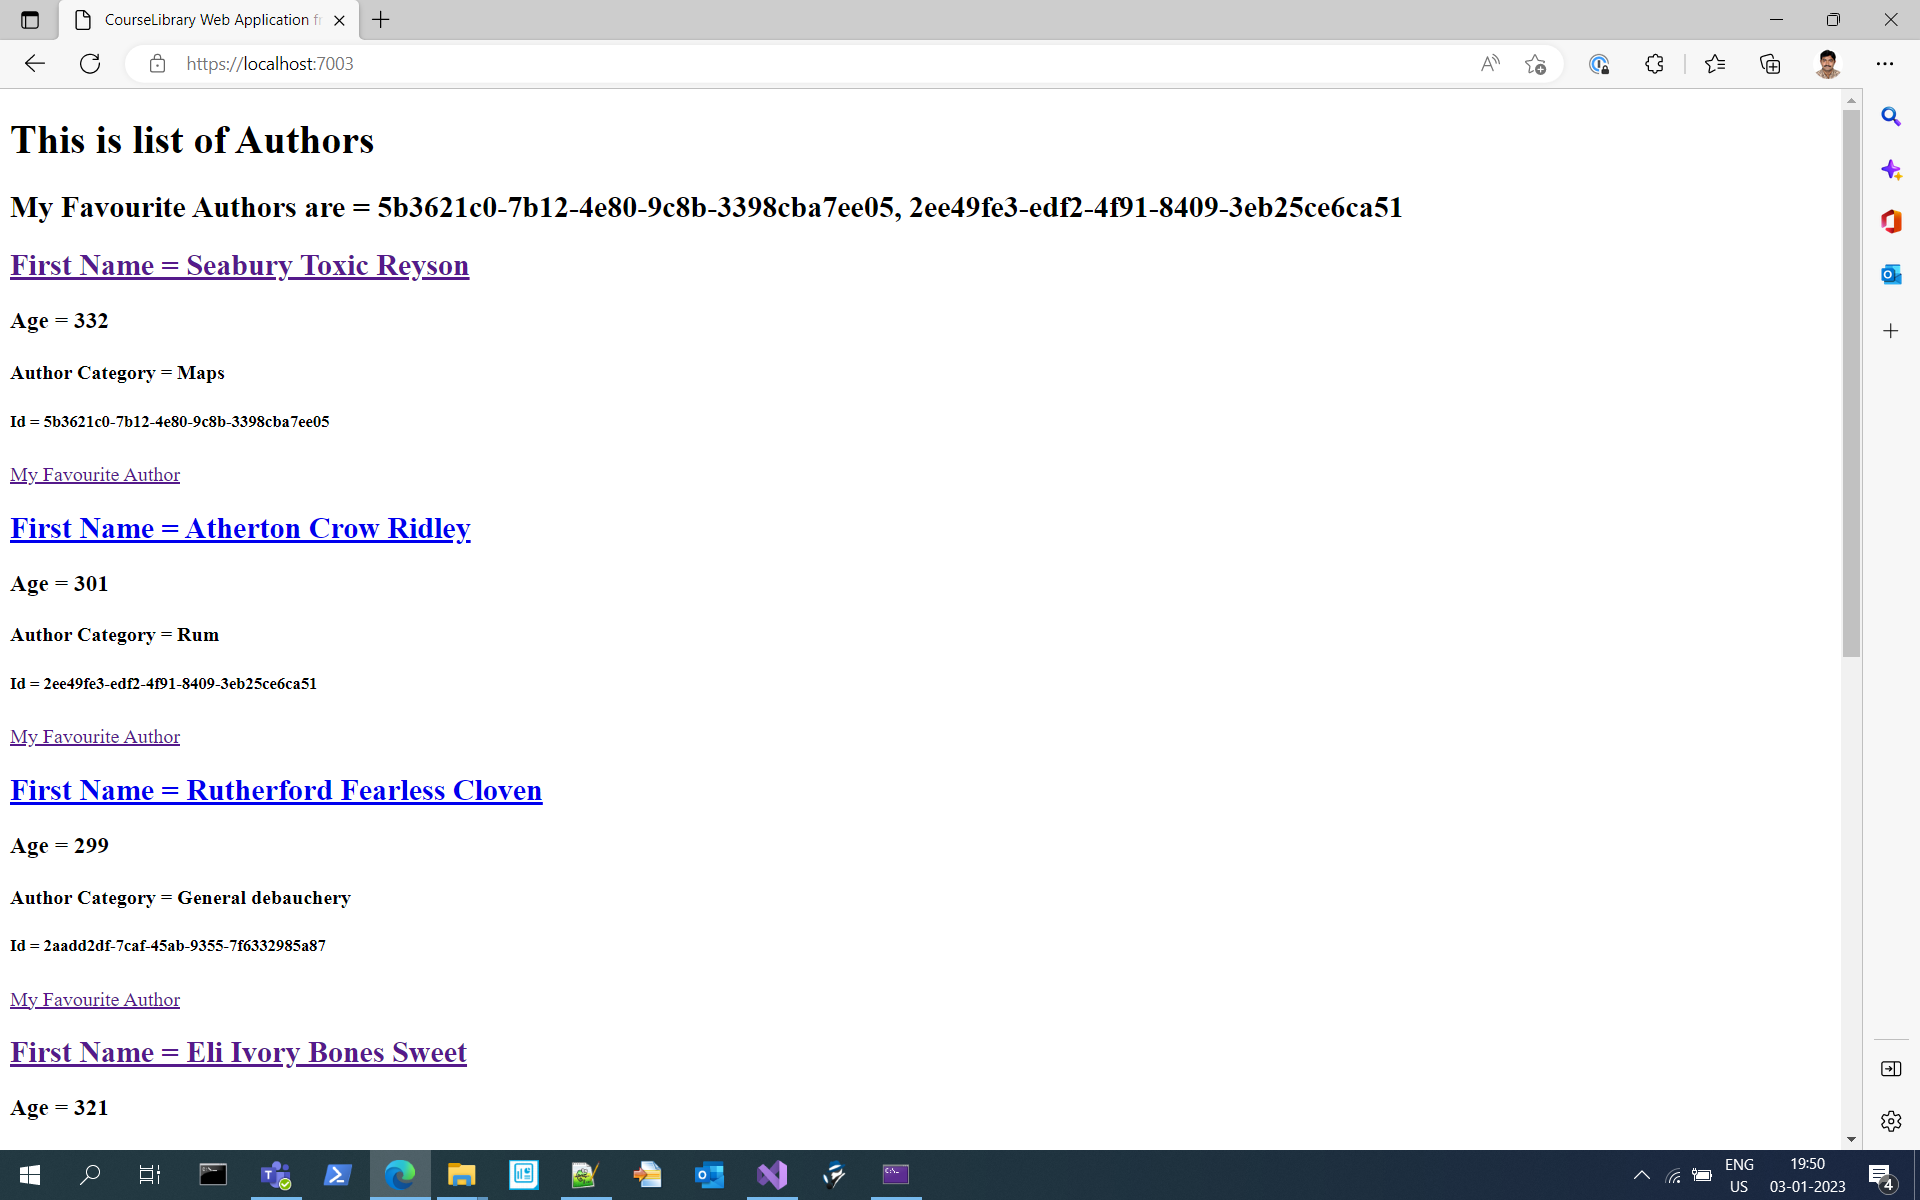 CourseLibrary Web Application fr
https://localhost:7003
This is list of Authors
My Favourite Authors are = 5b3621c0-7b12-4e80-9c8b-3398cba7ee05, 2ee49fe3-edf2-4f91-8409-3eb25ce6ca51
First Name = Seabury Toxic Reyson
Age = 332
Author Category = Maps
Id = 5b3621c0-7b12-4e80-9c8b-3398cba7ee05
My Favourite Author
First Name = Atherton Crow Ridley
Age = 301
Author Category = Rum
Id = 2ee49fe3-edf2-4f91-8409-3eb25ce6ca51
My Favourite Author
First Name = Rutherford Fearless Cloven
Age = 299
Author Category = General debauchery
Id = 2aadd2df-7caf-45ab-9355-7f6332985a87
My Favourite Author
First Name = Eli Ivory Bones Sweet
Age = 321
ENG
US
19:50
03-01-2023
4